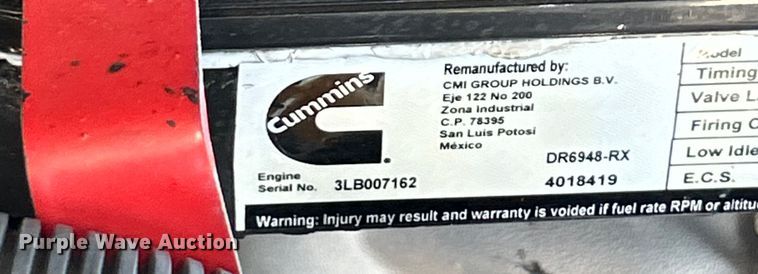 Cummins
Engine
Serial No. 3LB007162
Remanufactured by:
CMI GROUP HOLDINGS B.V.
Eje 122 No 200
Zona Industrial
C.P. 78395
San Luis Potosi
México
DR6948-RX
4018419
Model
Timing
Valve L
Firing O
Low Idle
E.C.S.
Warning: Injury may result and warranty is voided if fuel rate RPM or altitu
Purple Wave Auction